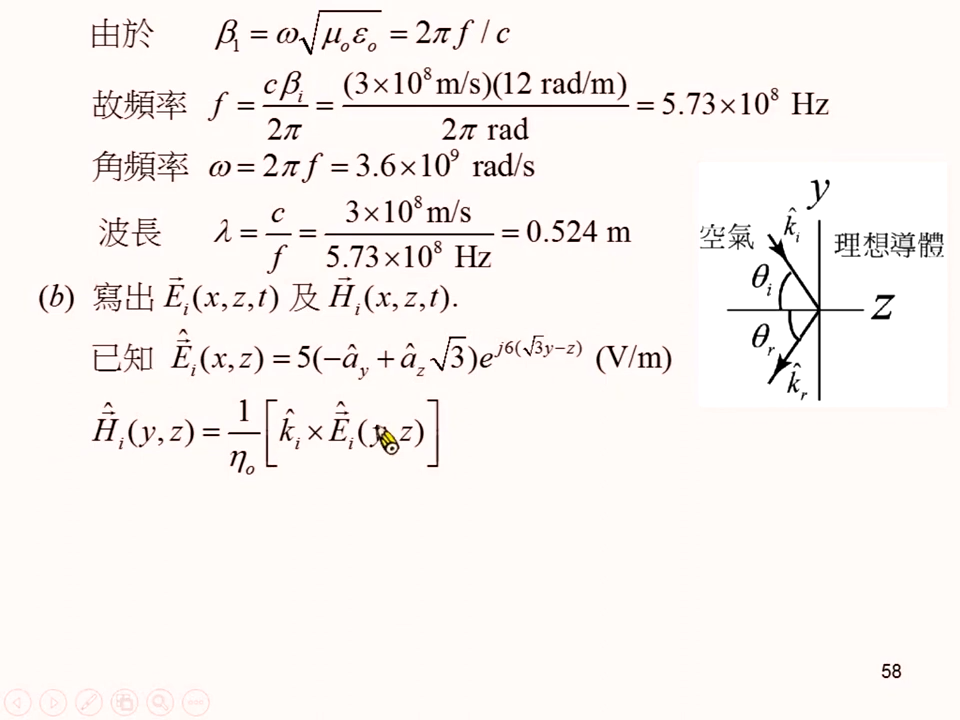 由於 β₁ = ω√(μₒεₒ) = 2πf / c
故頻率 f = cβᵢ / 2π = (3×10⁸ m/s)(12 rad/m) / 2π rad = 5.73×10⁸ Hz
角頻率 ω = 2πf = 3.6×10⁹ rad/s
波長 λ = c / f = 3×10⁸ m/s / 5.73×10⁸ Hz = 0.524 m
(b) 寫出 E⃗ᵢ(x,z,t) 及 H⃗ᵢ(x,z,t).
已知 Ê⃗ᵢ(x,z) = 5(−â_y + â_z√3)e^{j6(√3y−z)} (V/m)
Ĥ⃗ᵢ(y,z) = 1/ηₒ [k̂ᵢ × Ê⃗ᵢ(y,z)]
y
空氣 k̂ᵢ 理想導體
θᵢ
z
θᵣ
k̂ᵣ
58